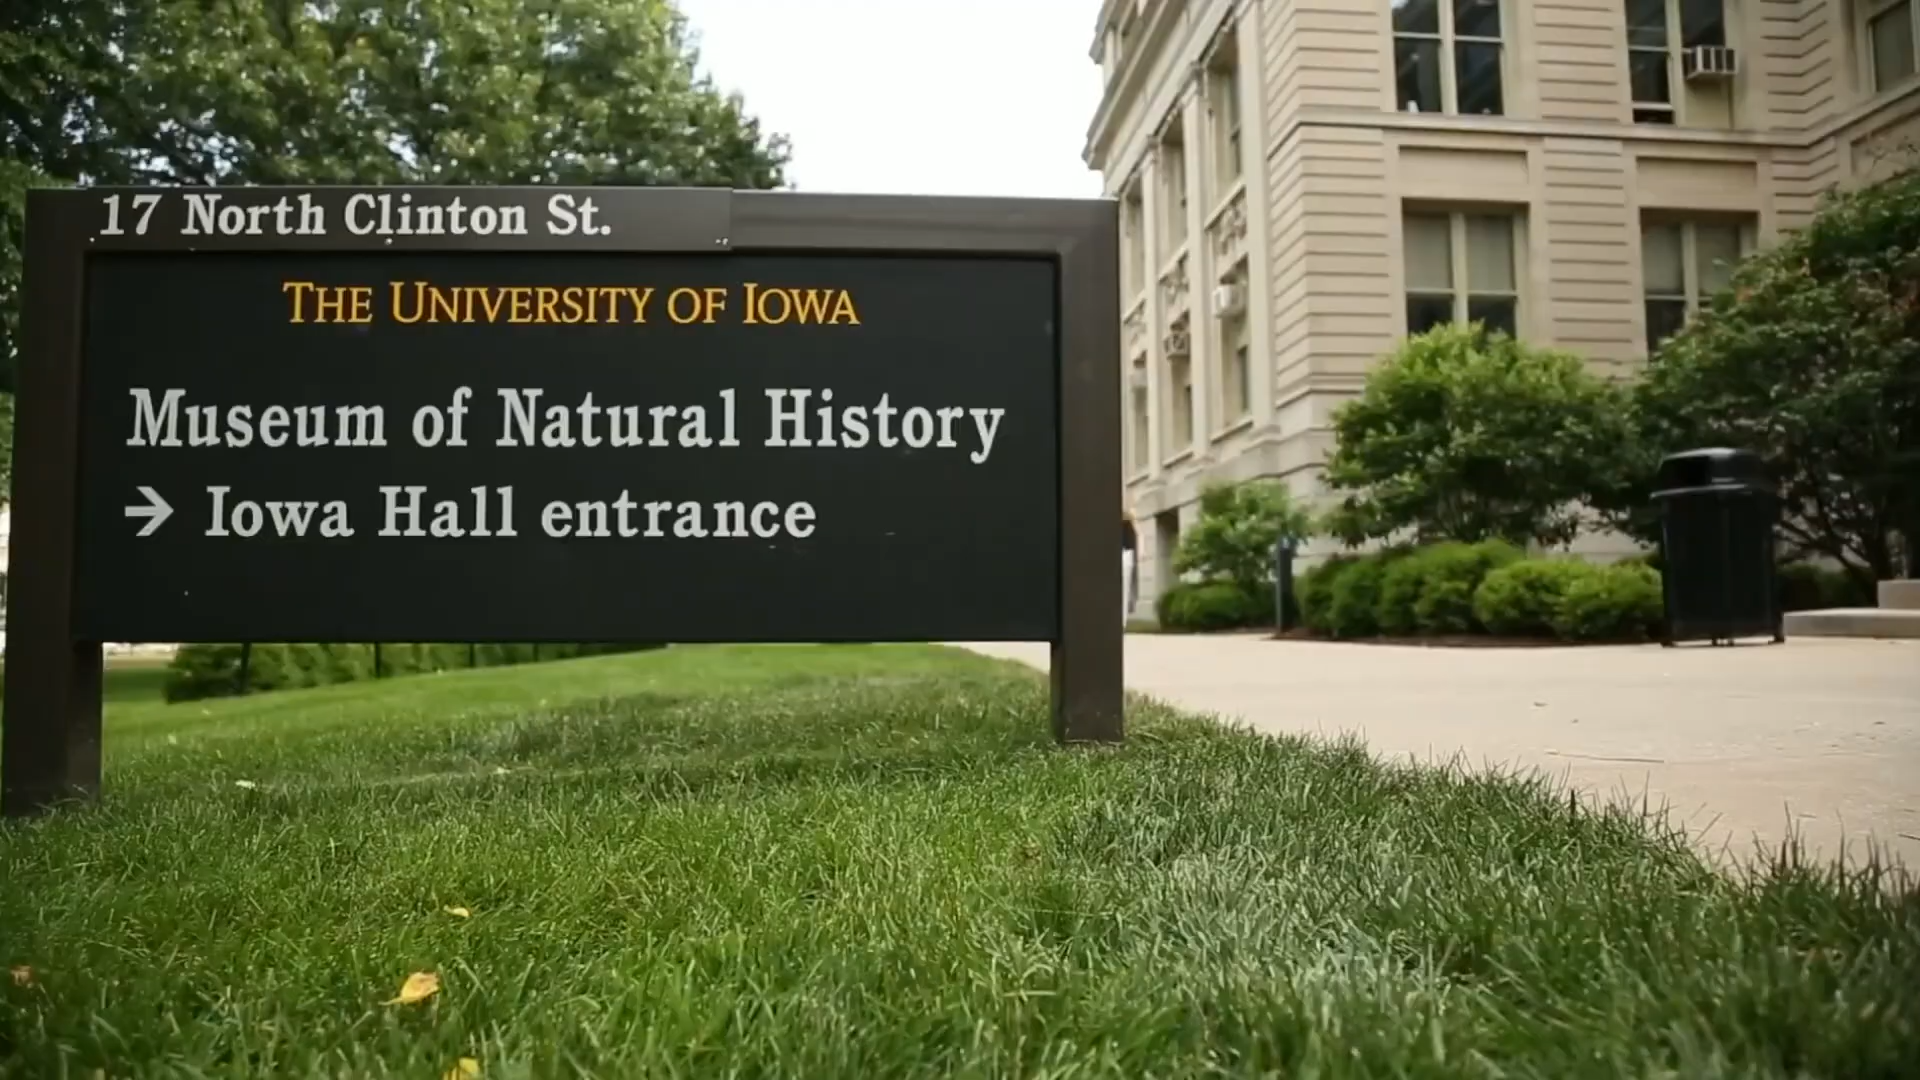 17 North Clinton St.
THE UNIVERSITY OF IOWA
Museum of Natural History
→ Iowa Hall entrance